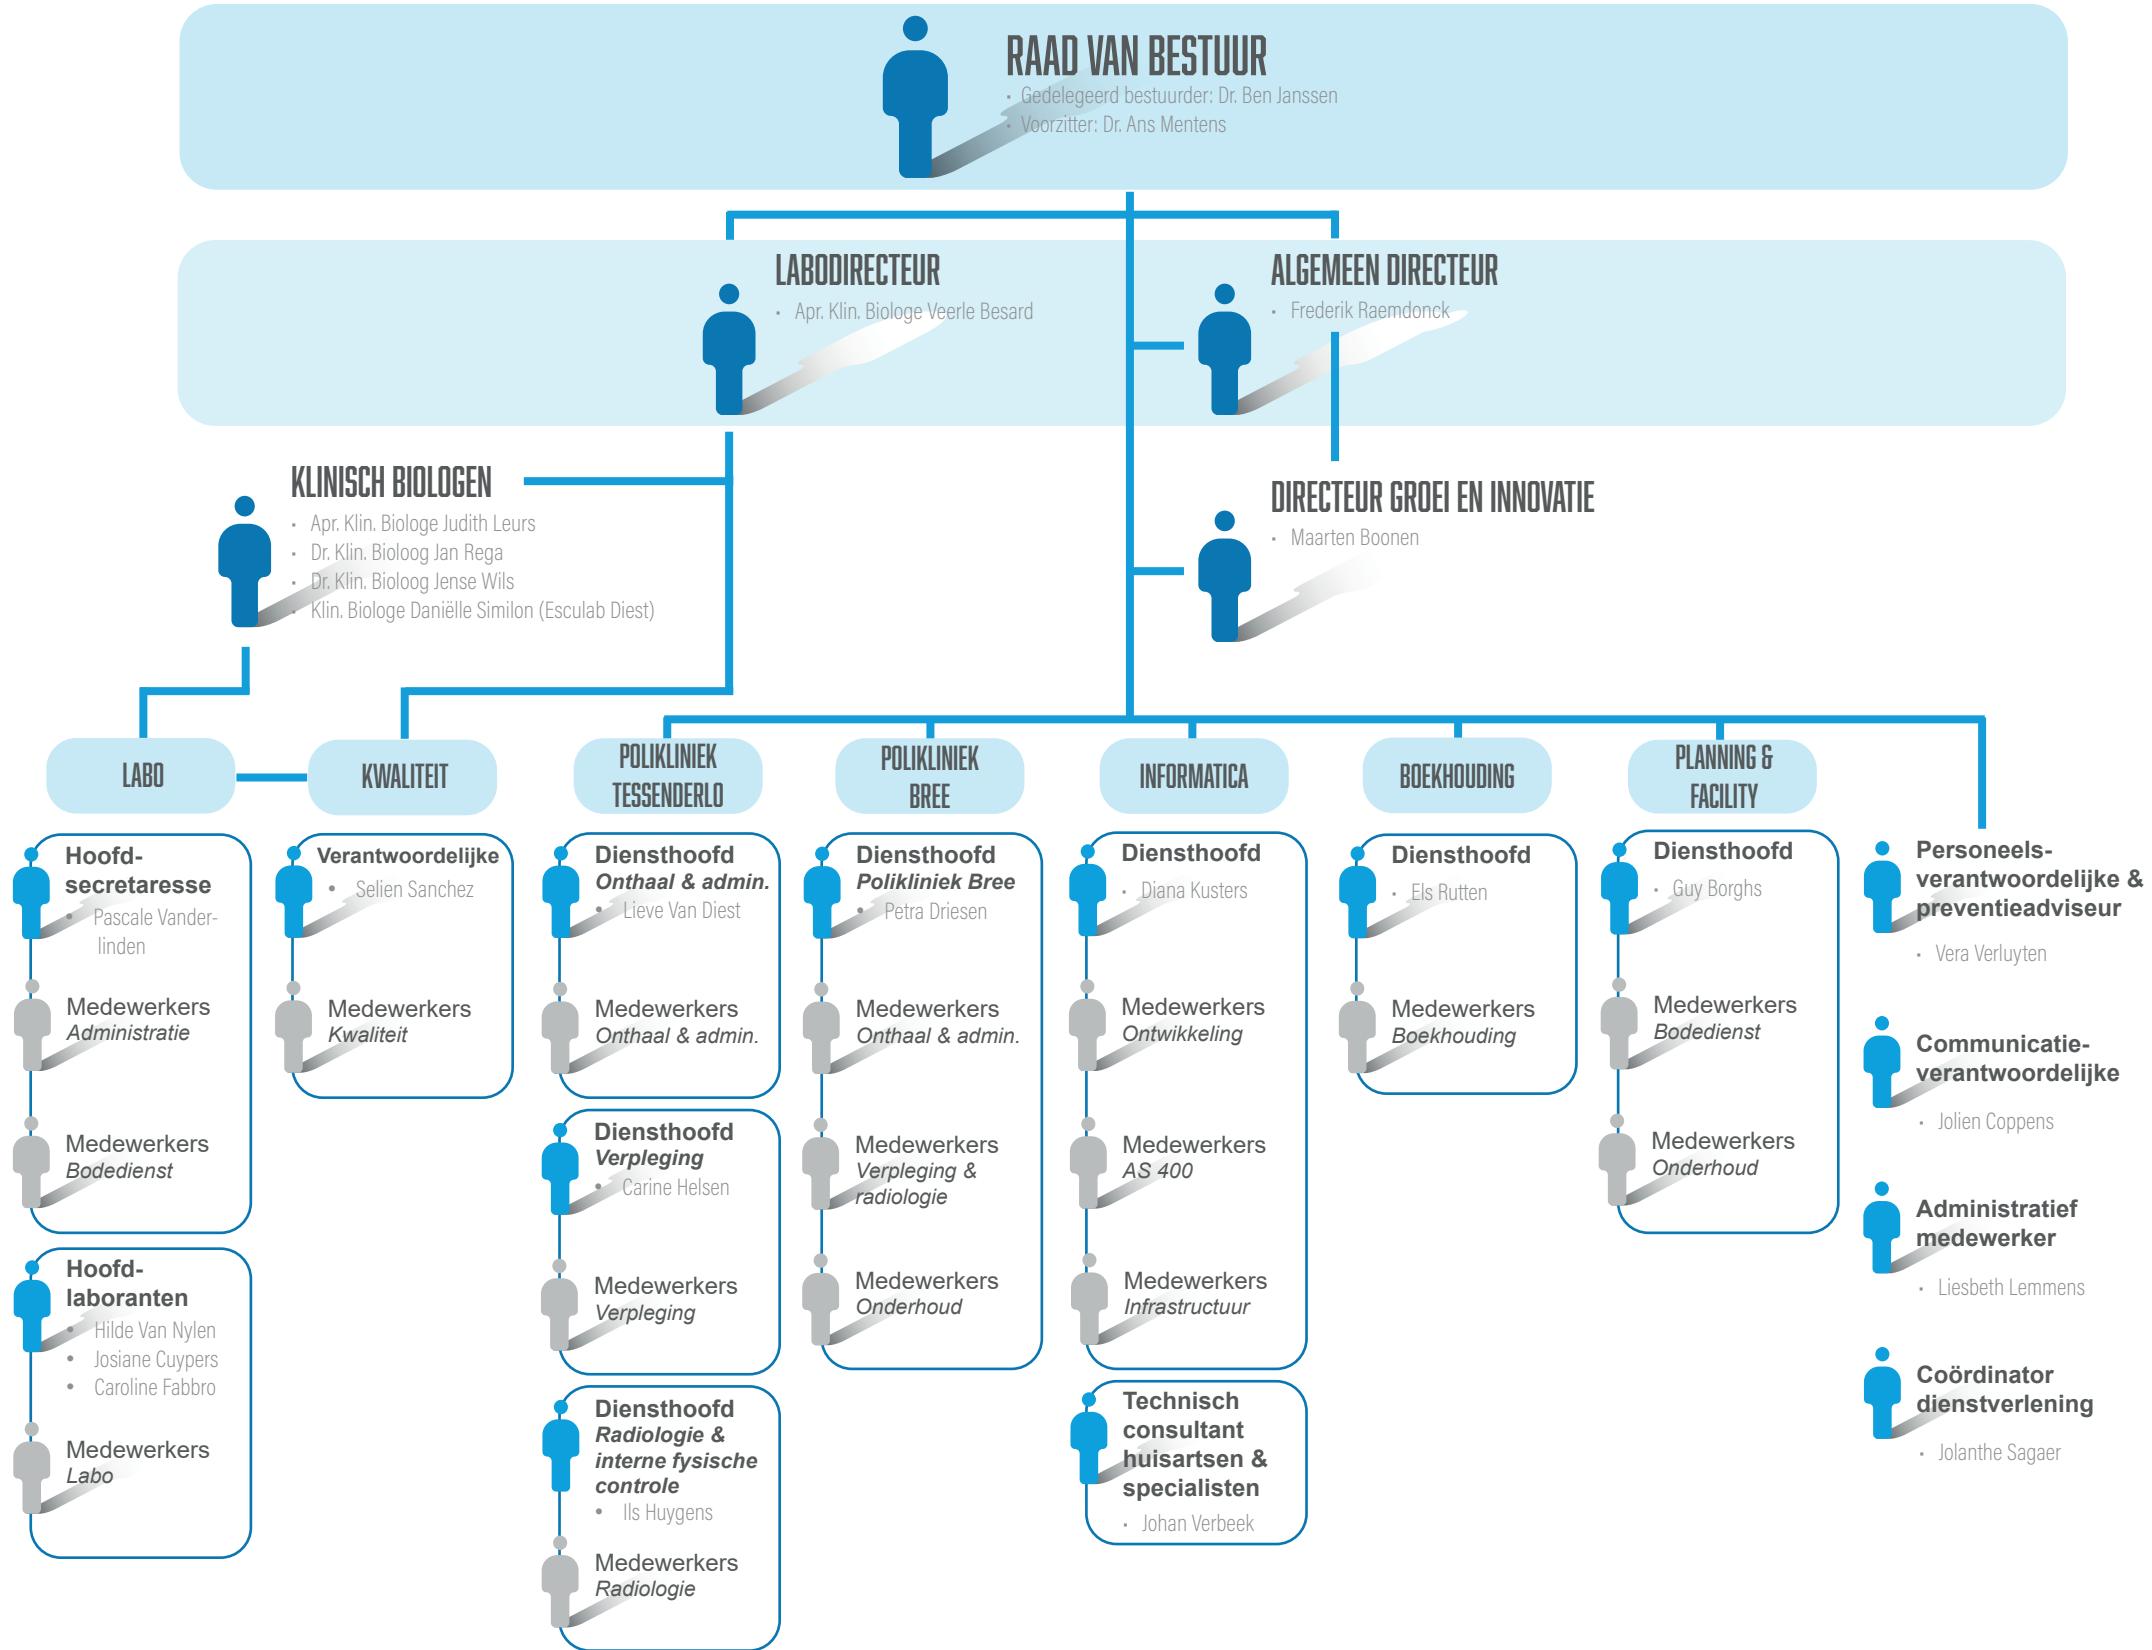 RAAD VAN BESTUUR
• Gedelegeerd bestuurder: Dr. Ben Janssen
• Voorzitter: Dr. Ans Mentens
LABODIRECTEUR
• Apr. Klin. Biologe Veerle Besard
ALGEMEEN DIRECTEUR
• Frederik Raemdonck
KLINISCH BIOLOGEN
• Apr. Klin. Biologe Judith Leurs
• Dr. Klin. Bioloog Jan Rega
• Dr. Klin. Bioloog Jense Wils
• Klin. Biologe Daniëlle Similon (Esculab Diest)
DIRECTEUR GROEI EN INNOVATIE
• Maarten Boonen
LABO
Hoofd-
secretaresse
• Pascale Vander-
linden
Medewerkers
Administratie
Medewerkers
Bodedienst
Hoofd-
laboranten
• Hilde Van Nylen
• Josiane Cuypers
• Caroline Fabbro
Medewerkers
Labo
KWALITEIT
Verantwoordelijke
• Selien Sanchez
Medewerkers
Kwaliteit
POLIKLINIEK
TESSENDERLO
Diensthoofd
Onthaal & admin.
• Lieve Van Diest
Medewerkers
Onthaal & admin.
Diensthoofd
Verpleging
• Carine Helsen
Medewerkers
Verpleging
Diensthoofd
Radiologie &
interne fysische
controle
• Ils Huygens
Medewerkers
Radiologie
POLIKLINIEK
BREE
Diensthoofd
Polikliniek Bree
• Petra Driesen
Medewerkers
Onthaal & admin.
Medewerkers
Verpleging &
radiologie
Medewerkers
Onderhoud
INFORMATICA
Diensthoofd
• Diana Kusters
Medewerkers
Ontwikkeling
Medewerkers
AS 400
Medewerkers
Infrastructuur
Technisch
consultant
huisartsen &
specialisten
• Johan Verbeek
BOEKHOUDING
Diensthoofd
• Els Rutten
Medewerkers
Boekhouding
PLANNING &
FACILITY
Diensthoofd
• Guy Borghs
Medewerkers
Bodedienst
Medewerkers
Onderhoud
Personeels-
verantwoordelijke &
preventieadviseur
• Vera Verluyten
Communicatie-
verantwoordelijke
• Jolien Coppens
Administratief
medewerker
• Liesbeth Lemmens
Coördinator
dienstverlening
• Jolanthe Sagaer